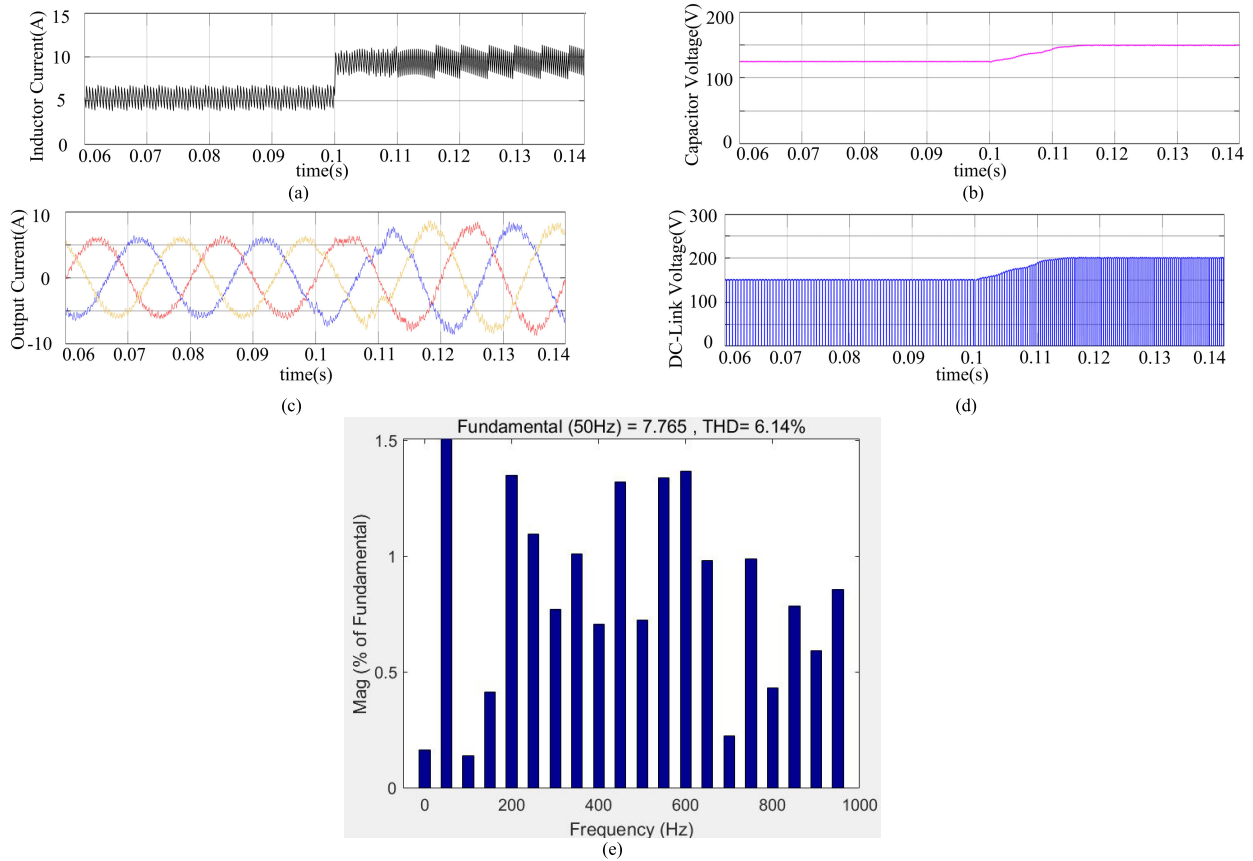 Inductor Current(A)
15
10
5
0
0.06 0.07 0.08 0.09 0.1 0.11 0.12 0.13 0.14
time(s)
(a)
Capacitor Voltage(V)
200
100
0
0.06 0.07 0.08 0.09 0.1 0.11 0.12 0.13 0.14
time(s)
(b)
Output Current(A)
10
0
-10
0.06 0.07 0.08 0.09 0.1 0.11 0.12 0.13 0.14
time(s)
(c)
DC-Link Voltage(V)
300
200
100
0
0.06 0.07 0.08 0.09 0.1 0.11 0.12 0.13 0.14
time(s)
(d)
Fundamental (50Hz) = 7.765 , THD= 6.14%
Mag (% of Fundamental)
1.5
1
0.5
0
0 200 400 600 800 1000
Frequency (Hz)
(e)